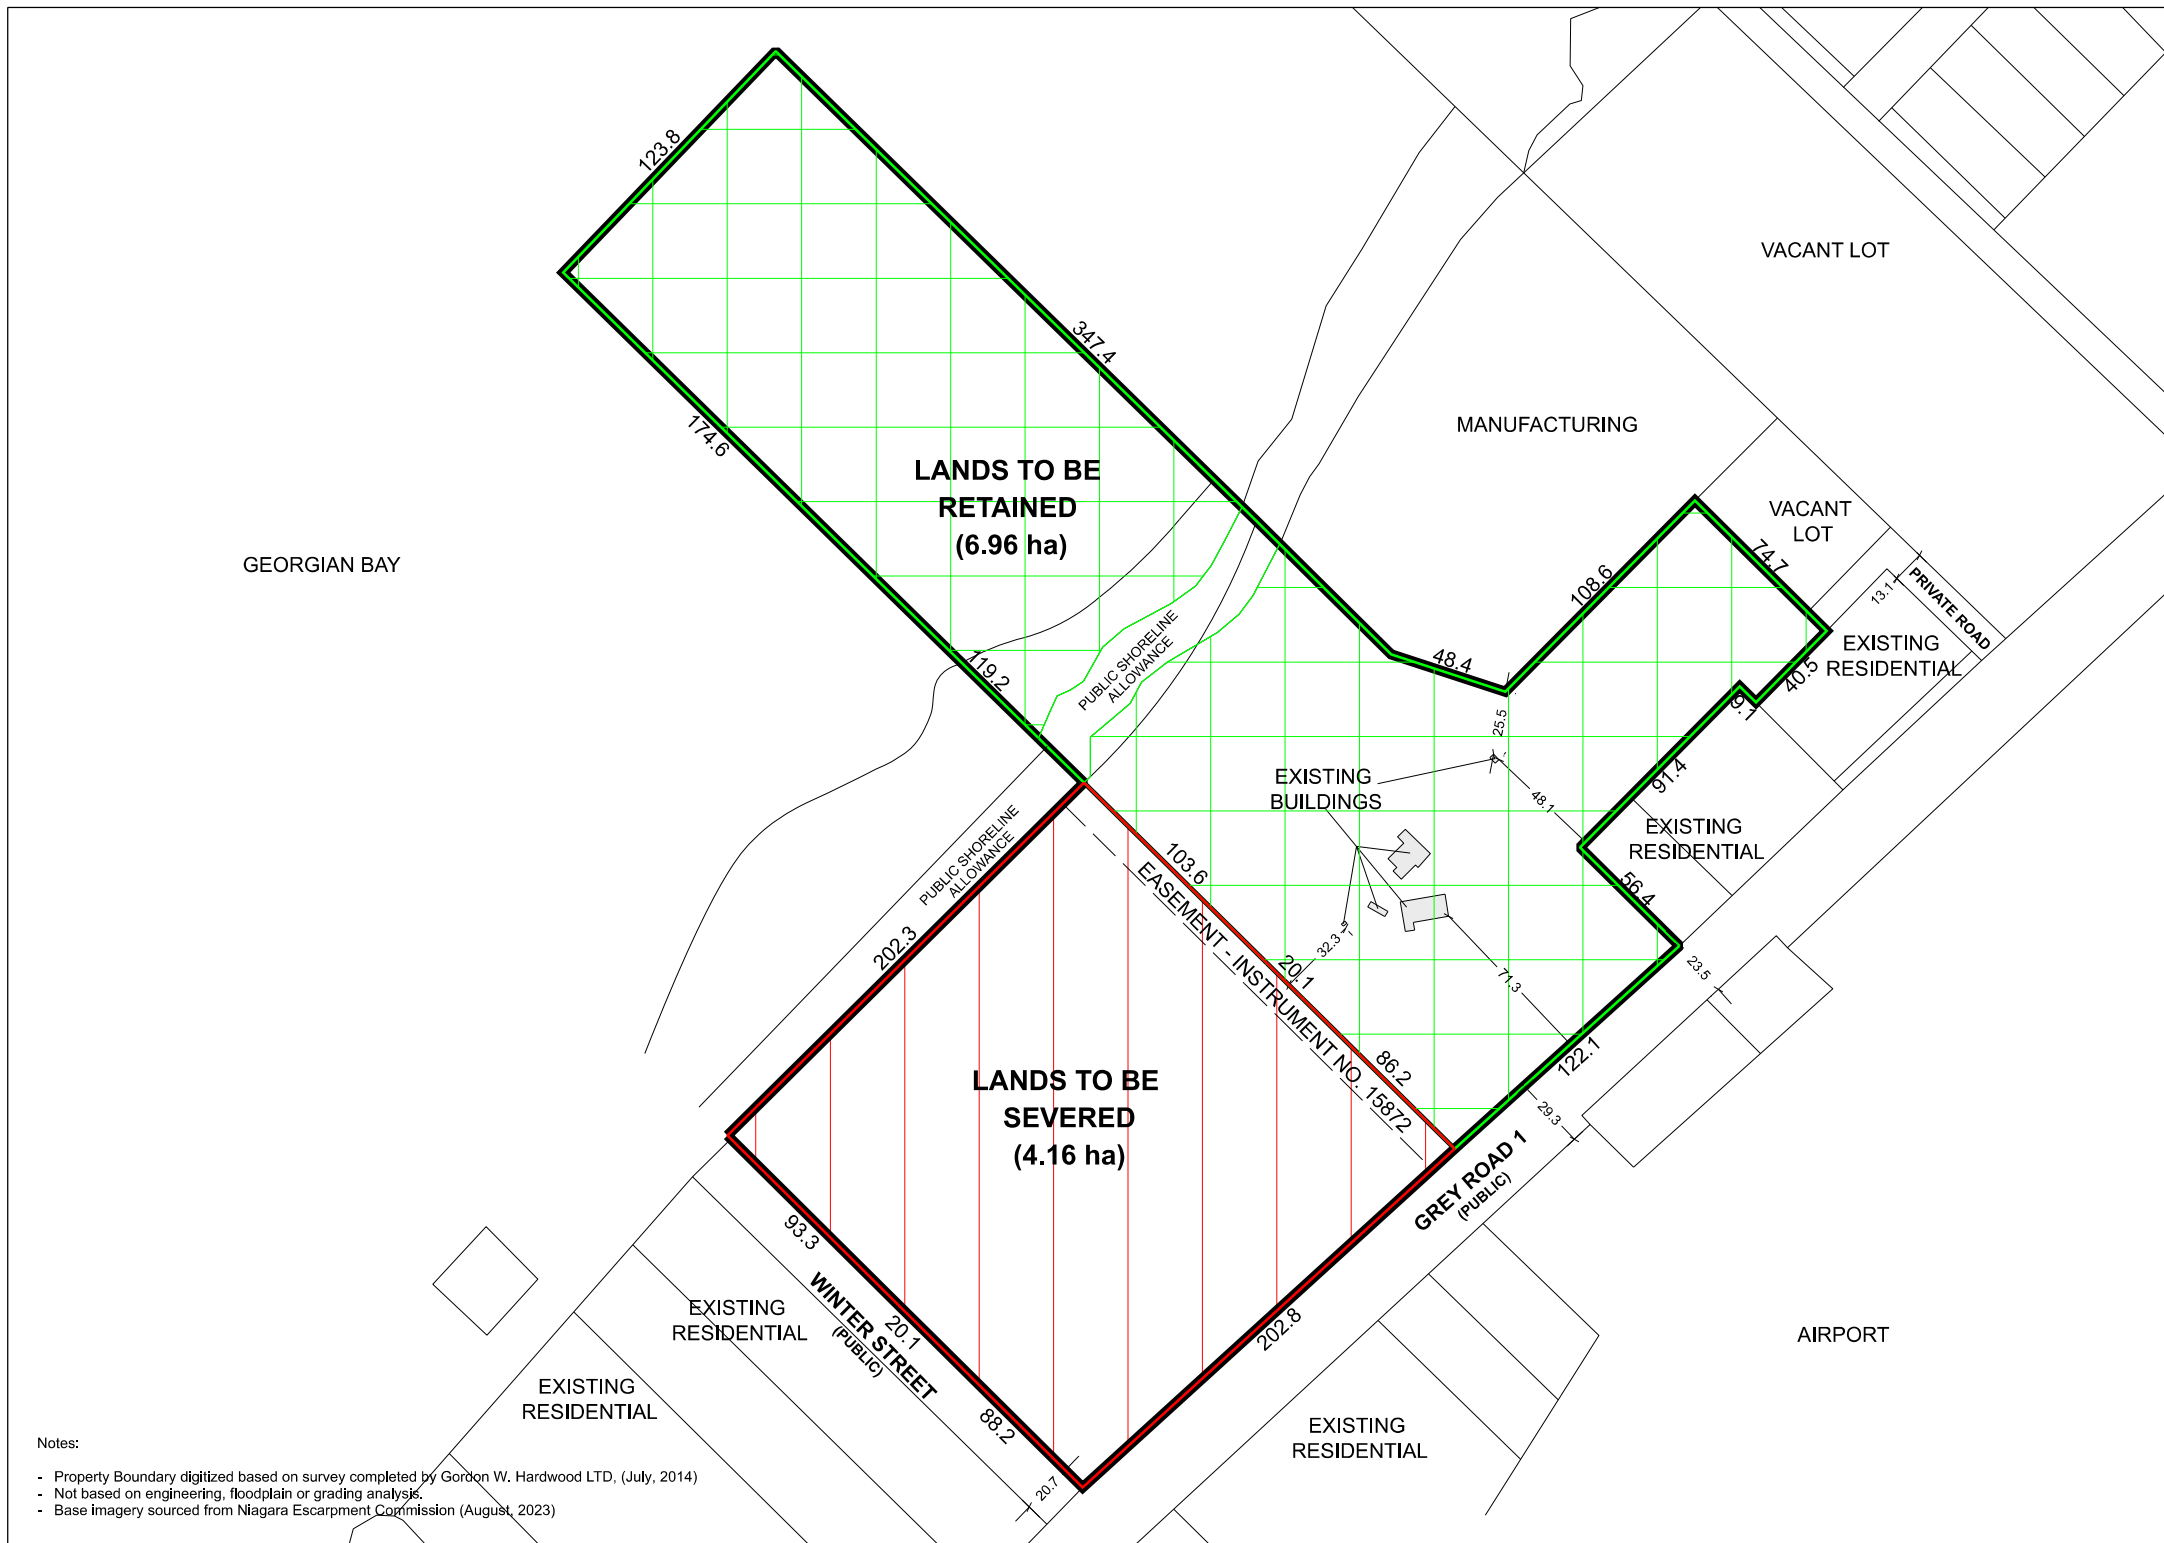 123.8
347.4
174.6
VACANT LOT
MANUFACTURING
LANDS TO BE
RETAINED
(6.96 ha)
GEORGIAN BAY
VACANT
LOT
108.6
74.7
13.1
PRIVATE ROAD
EXISTING
RESIDENTIAL
40.5
9.1
48.4
25.5
119.2
PUBLIC SHORELINE
ALLOWANCE
91.4
48.1
EXISTING
BUILDINGS
EXISTING
RESIDENTIAL
56.4
PUBLIC SHORELINE
ALLOWANCE
103.6
EASEMENT - INSTRUMENT NO. 15872
20.1
86.2
32.3
71.3
23.5
202.3
122.1
29.3
LANDS TO BE
SEVERED
(4.16 ha)
GREY ROAD 1
(PUBLIC)
93.3
20.1
88.2
WINTER STREET
(PUBLIC)
202.8
20.7
EXISTING
RESIDENTIAL
EXISTING
RESIDENTIAL
EXISTING
RESIDENTIAL
AIRPORT
Notes:
- Property Boundary digitized based on survey completed by Gordon W. Hardwood LTD, (July, 2014)
- Not based on engineering, floodplain or grading analysis.
- Base imagery sourced from Niagara Escarpment Commission (August, 2023)